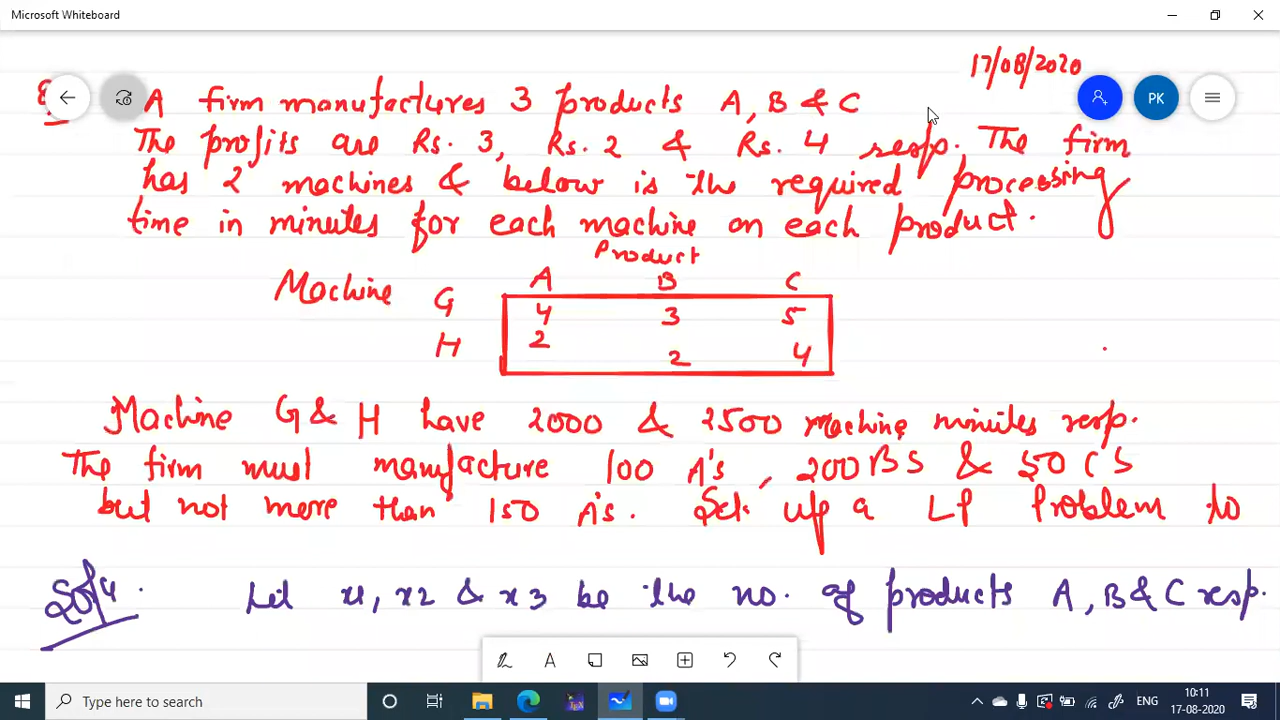 Microsoft Whiteboard
17/08/2020
A firm manufactures 3 products A, B & C
PK
The profits are Rs. 3, Rs. 2 & Rs. 4 resp. The firm
has 2 machines & below is the required processing
time in minutes for each machine on each product.
Product
A B C
Machine G 4 3 5
H 2 2 4
Machine G & H have 2000 & 2500 machine minutes resp.
The firm must manufacture 100 A's, 200 BS & 50 C'S
but not more than 150 A's. Set up a LP Problem to
Sol^n. Let x1, x2 & x3 be the no. of products A, B & C resp.
Type here to search
ENG
10:11
17-08-2020